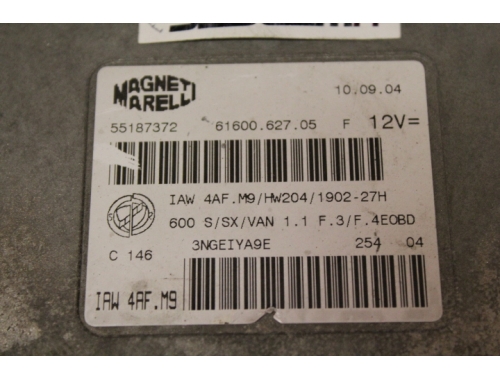 MAGNETI MARELLI
10.09.04
55187372 61600.627.05 F 12V=
IAW 4AF.M9/HW204/1902-27H
600 S/SX/VAN 1.1 F.3/F.4EOBD
C 146 3NGEIYA9E 254 04
IAW 4AF.M9